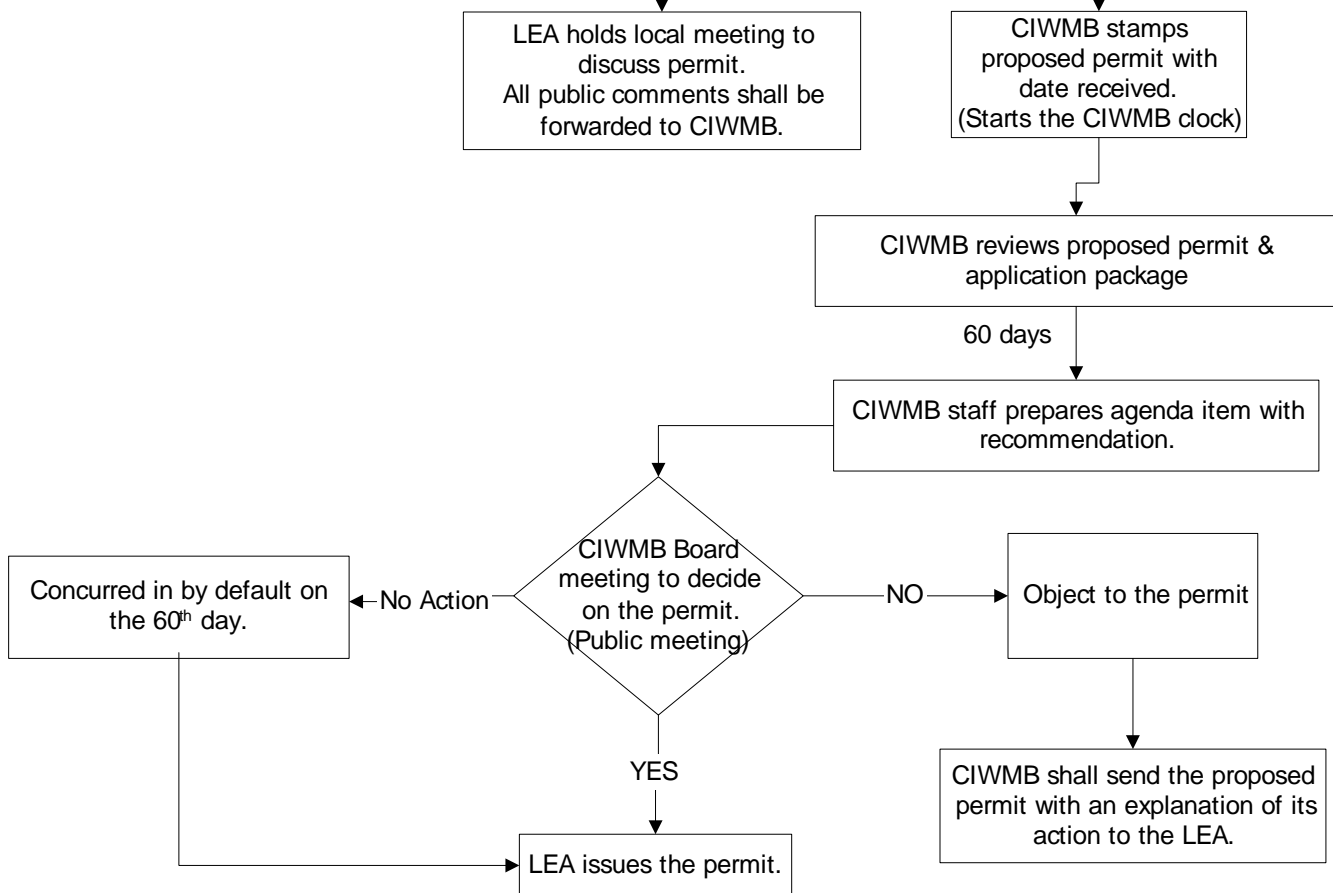 LEA holds local meeting to
discuss permit.
All public comments shall be
forwarded to CIWMB.
CIWMB stamps
proposed permit with
date received.
(Starts the CIWMB clock)
CIWMB reviews proposed permit &
application package
60 days
CIWMB staff prepares agenda item with
recommendation.
CIWMB Board
meeting to decide
on the permit.
(Public meeting)
No Action
Concurred in by default on
the 60th day.
NO
Object to the permit
YES
CIWMB shall send the proposed
permit with an explanation of its
action to the LEA.
LEA issues the permit.